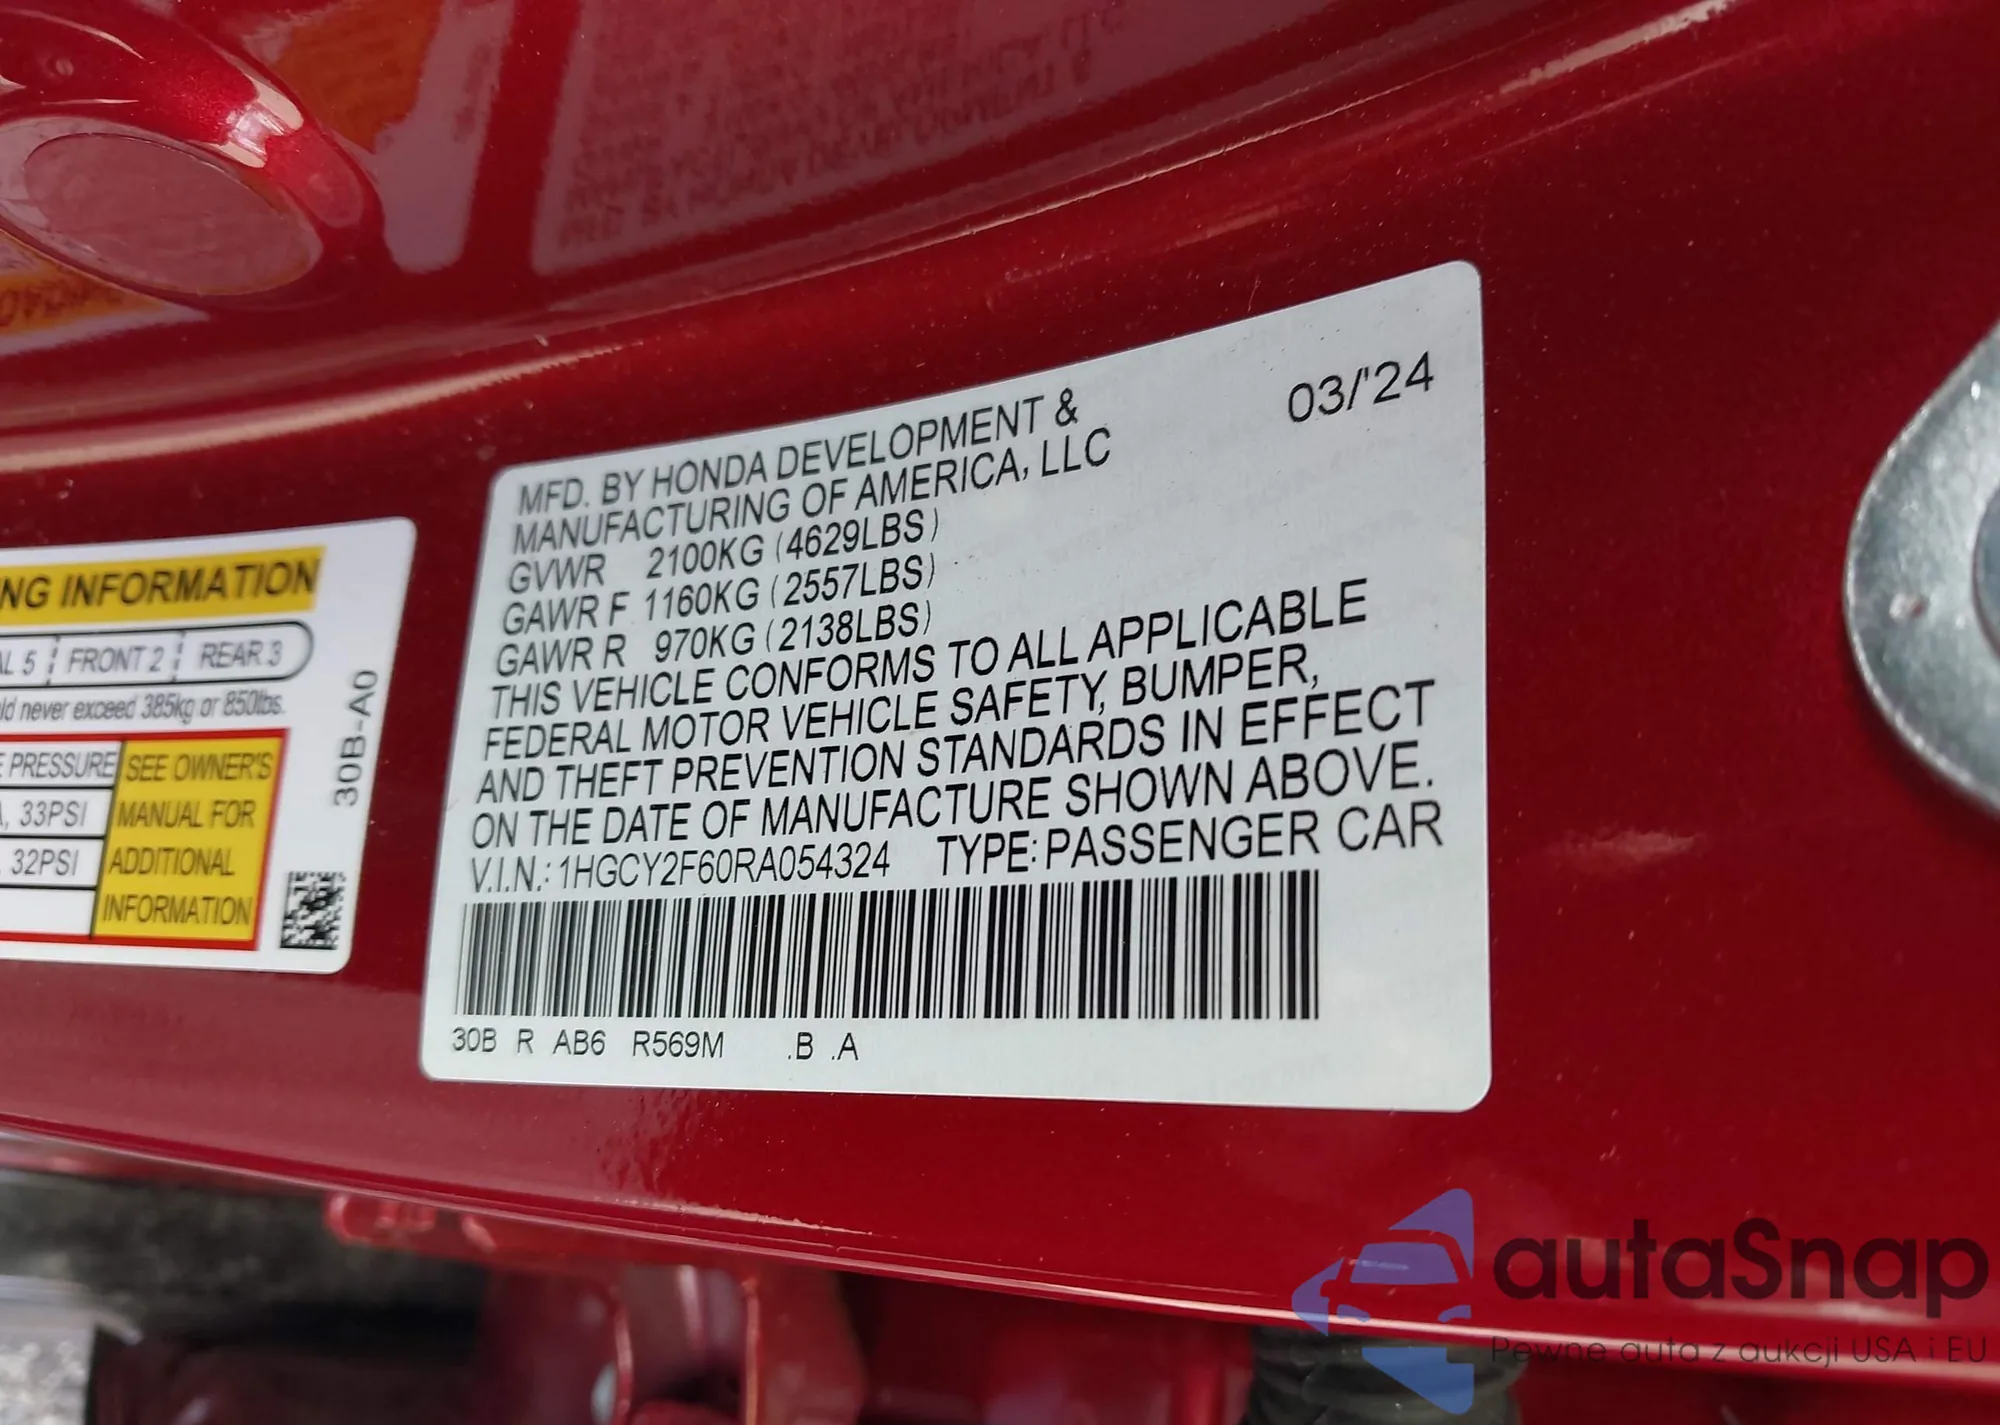 NG INFORMATION
AL 5 FRONT 2 REAR 3
ld never exceed 385kg or 850lbs.
PRESSURE
33PSI
32PSI
SEE OWNER'S
MANUAL FOR
ADDITIONAL
INFORMATION
30B-A0
03/'24
MFD. BY HONDA DEVELOPMENT &
MANUFACTURING OF AMERICA, LLC
GVWR 2100KG (4629LBS)
GAWR F 1160KG (2557LBS)
GAWR R 970KG (2138LBS)
THIS VEHICLE CONFORMS TO ALL APPLICABLE
FEDERAL MOTOR VEHICLE SAFETY, BUMPER,
AND THEFT PREVENTION STANDARDS IN EFFECT
ON THE DATE OF MANUFACTURE SHOWN ABOVE.
V.I.N.: 1HGCY2F60RA054324 TYPE: PASSENGER CAR
30B R AB6 R569M .B .A
autaSnap
Pewne auta z aukcji USA i EU